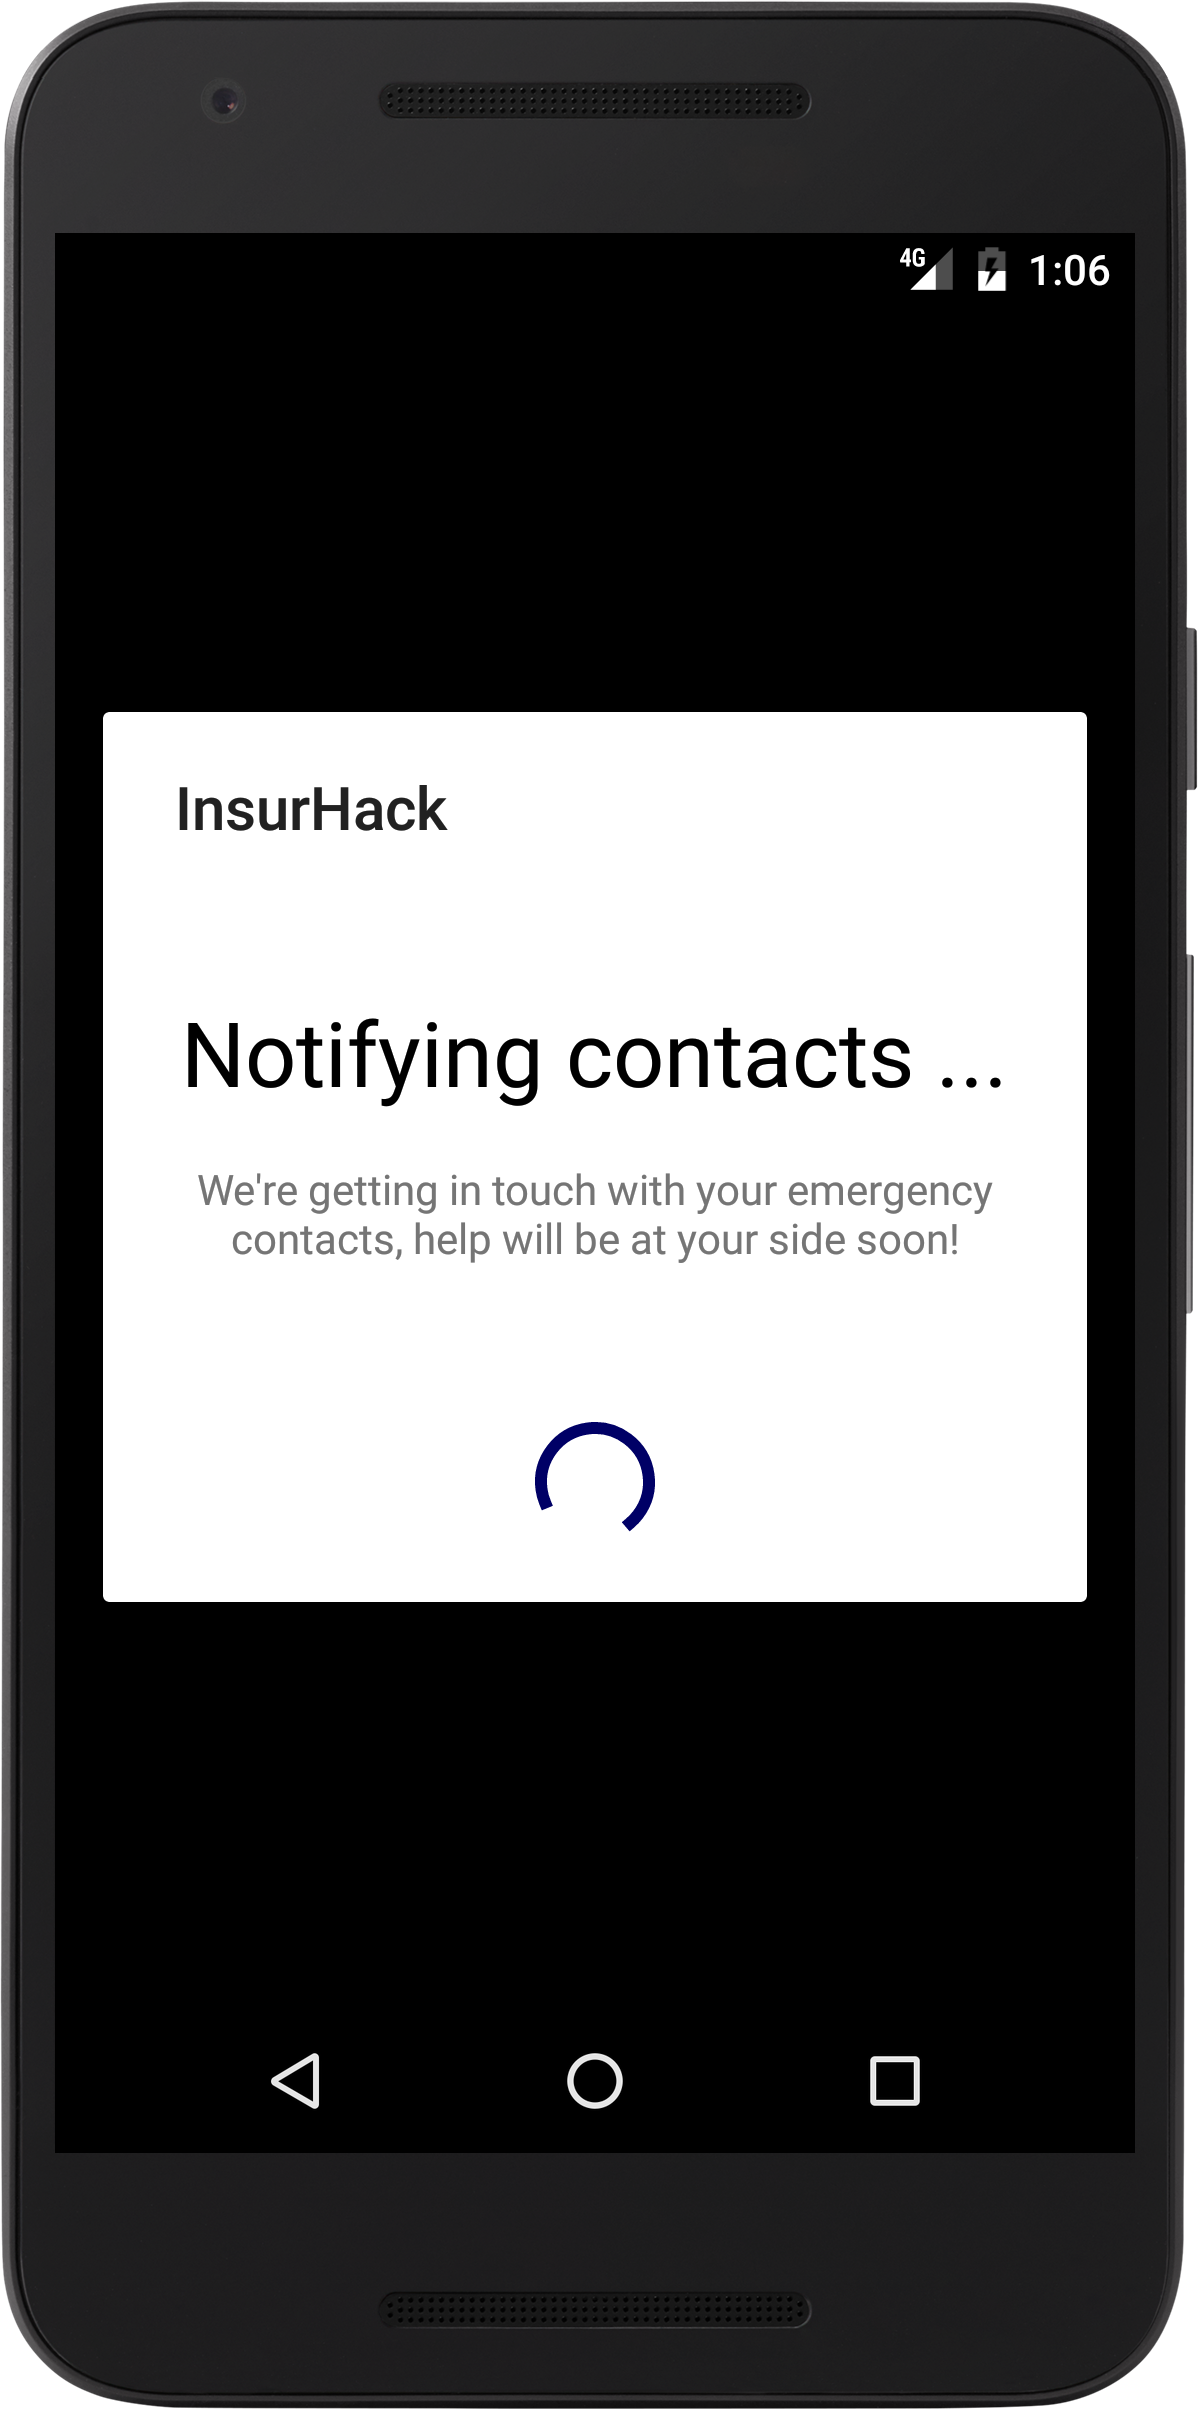 4G 1:06
InsurHack
Notifying contacts ...
We're getting in touch with your emergency
contacts, help will be at your side soon!